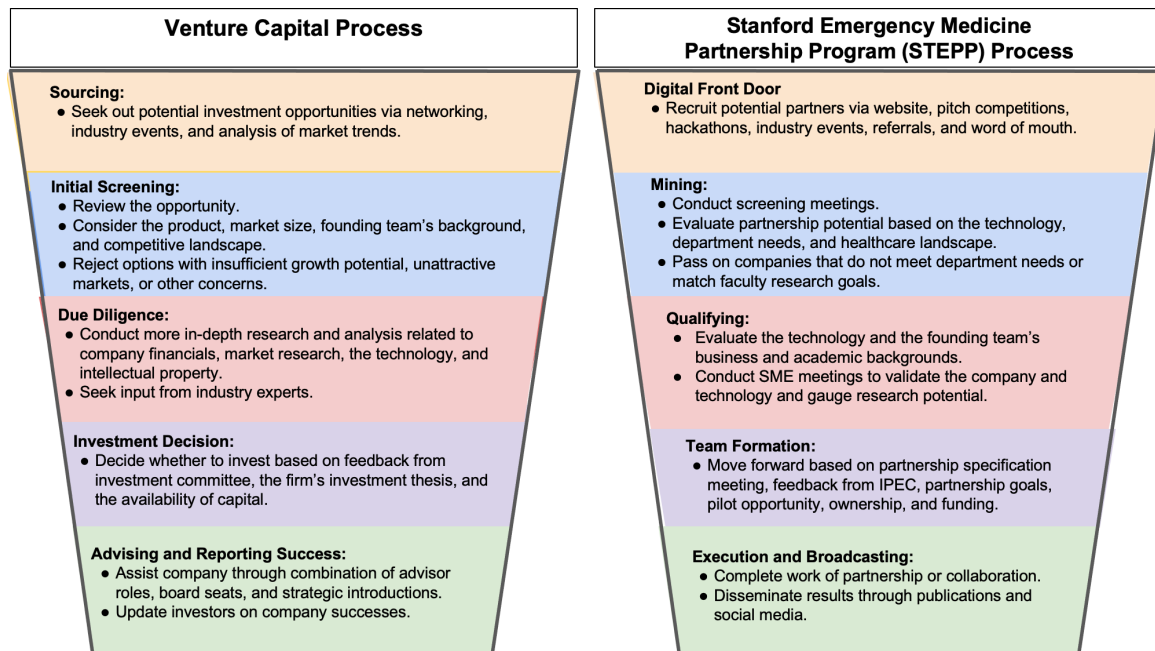 Venture Capital Process
Sourcing:
● Seek out potential investment opportunities via networking,
industry events, and analysis of market trends.
Initial Screening:
● Review the opportunity.
● Consider the product, market size, founding team’s background,
and competitive landscape.
● Reject options with insufficient growth potential, unattractive
markets, or other concerns.
Due Diligence:
● Conduct more in-depth research and analysis related to
company financials, market research, the technology, and
intellectual property.
● Seek input from industry experts.
Investment Decision:
● Decide whether to invest based on feedback from
investment committee, the firm’s investment thesis, and
the availability of capital.
Advising and Reporting Success:
● Assist company through combination of advisor
roles, board seats, and strategic introductions.
● Update investors on company successes.
Stanford Emergency Medicine
Partnership Program (STEPP) Process
Digital Front Door
● Recruit potential partners via website, pitch competitions,
hackathons, industry events, referrals, and word of mouth.
Mining:
● Conduct screening meetings.
● Evaluate partnership potential based on the technology,
department needs, and healthcare landscape.
● Pass on companies that do not meet department needs or
match faculty research goals.
Qualifying:
● Evaluate the technology and the founding team’s
business and academic backgrounds.
● Conduct SME meetings to validate the company and
technology and gauge research potential.
Team Formation:
● Move forward based on partnership specification
meeting, feedback from IPEC, partnership goals,
pilot opportunity, ownership, and funding.
Execution and Broadcasting:
● Complete work of partnership or collaboration.
● Disseminate results through publications and
social media.